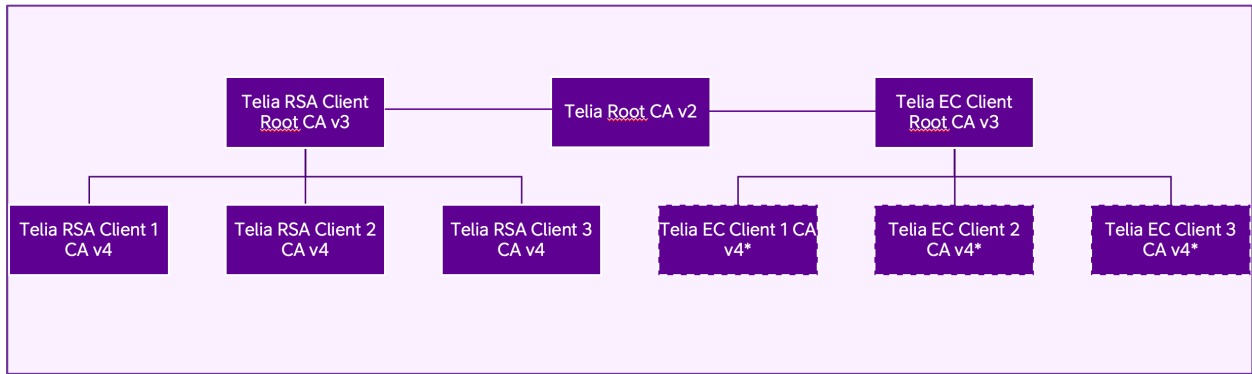 Telia RSA Client
Root CA v3
Telia Root CA v2
Telia EC Client
Root CA v3
Telia RSA Client 1
CA v4
Telia RSA Client 2
CA v4
Telia RSA Client 3
CA v4
Telia EC Client 1 CA
v4*
Telia EC Client 2
CA v4*
Telia EC Client 3
CA v4*